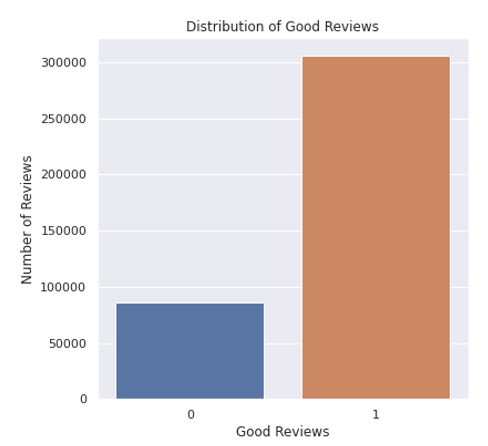 Distribution of Good Reviews
Number of Reviews
300000
250000
200000
150000
100000
50000
0
0 1
Good Reviews